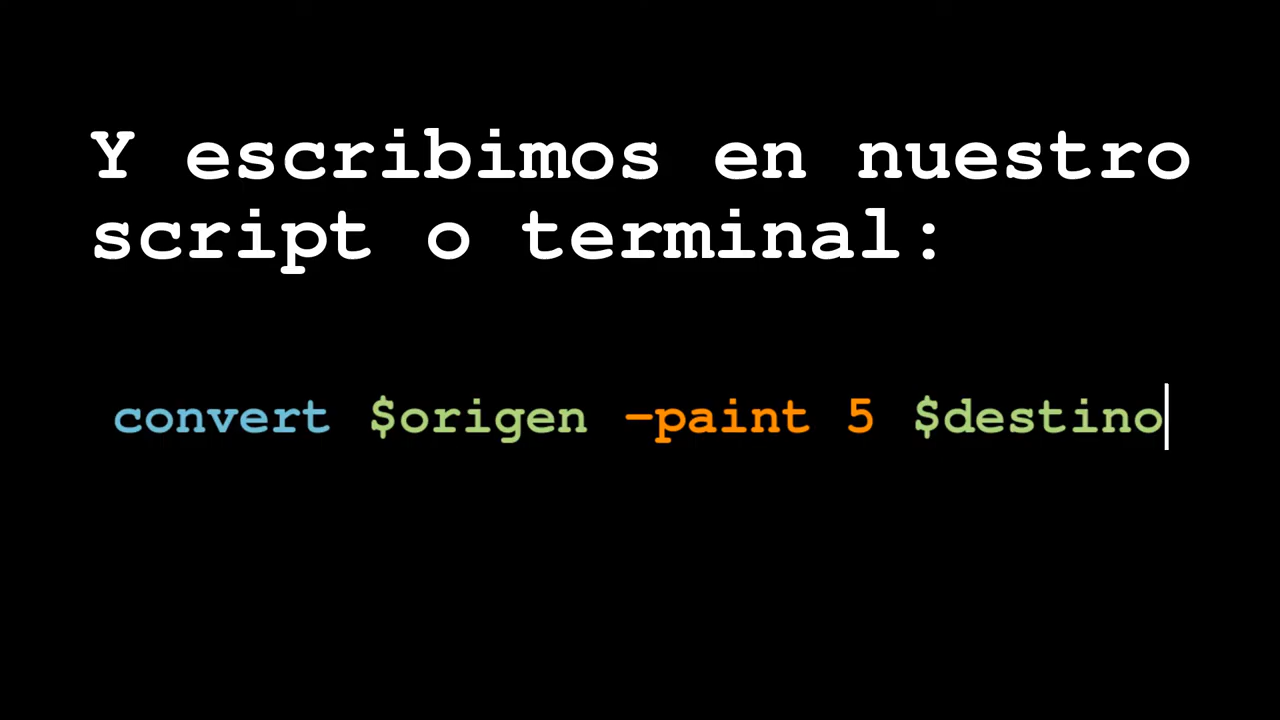 Y escribimos en nuestro
script o terminal:
convert $origen -paint 5 $destino